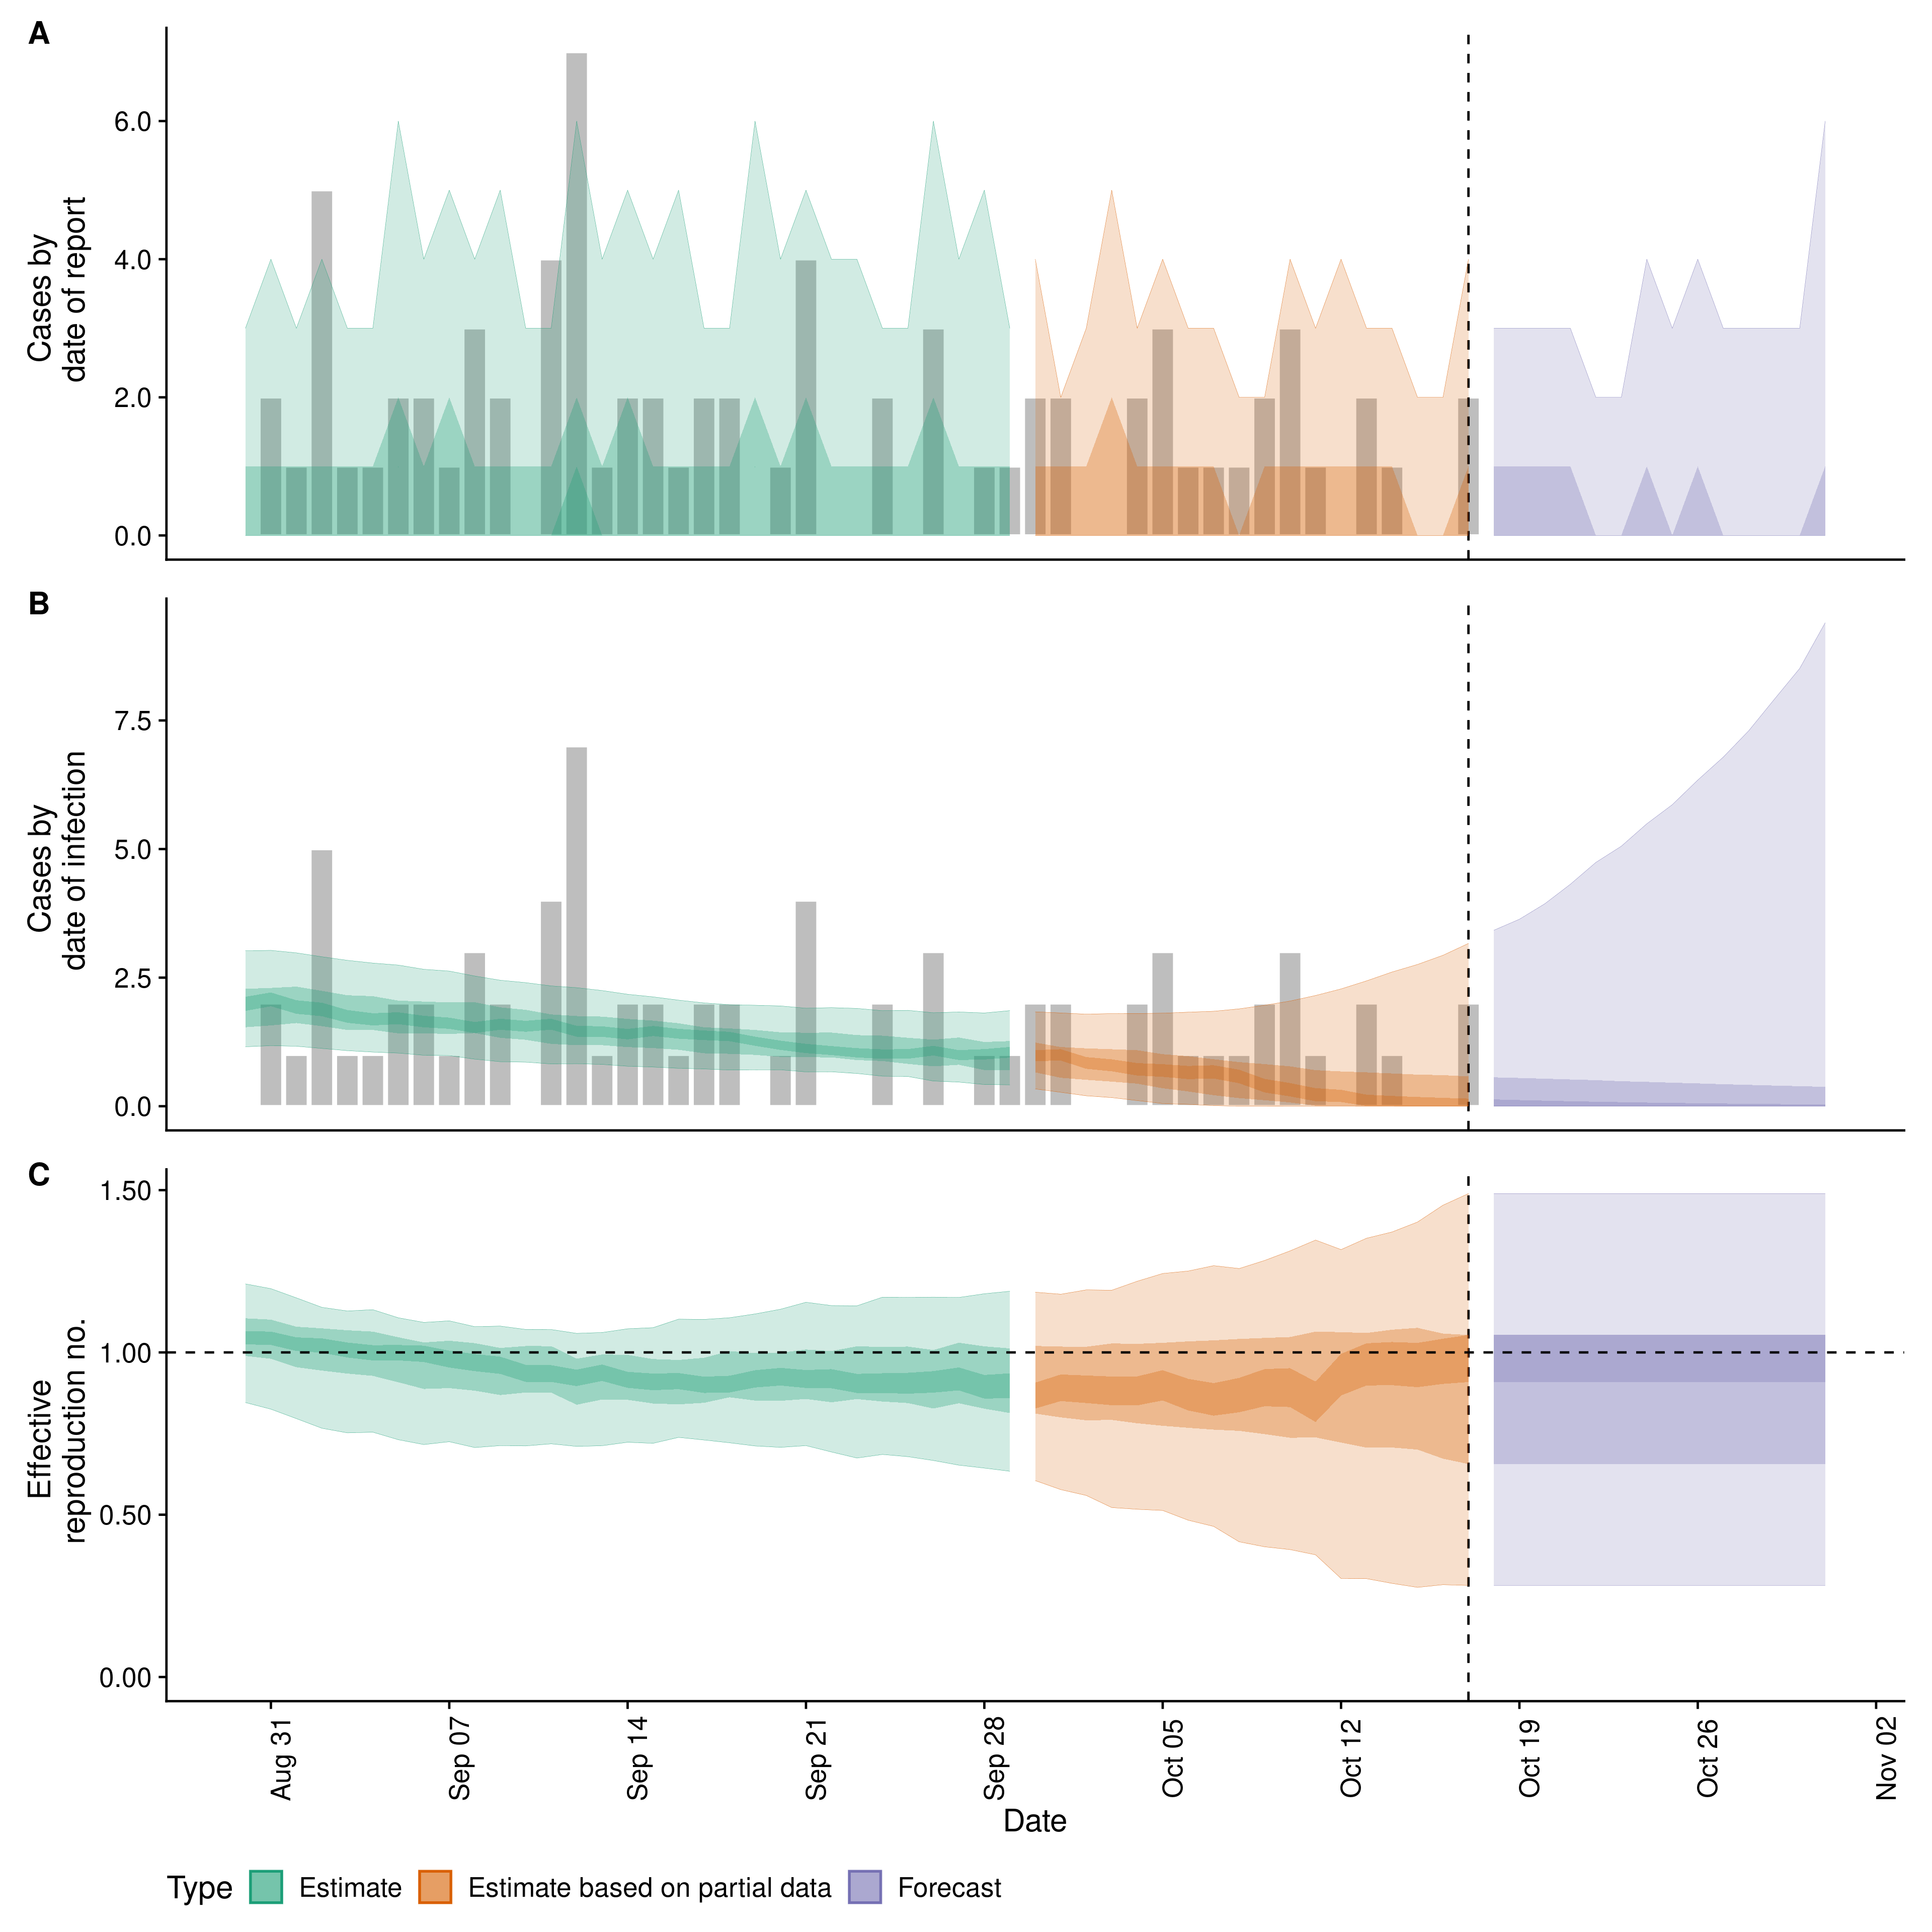 A
Cases by
date of report
6.0
4.0
2.0
0.0
B
Cases by
date of infection
7.5
5.0
2.5
0.0
C
Effective
reproduction no.
1.50
1.00
0.50
0.00
Aug 31
Sep 07
Sep 14
Sep 21
Sep 28
Oct 05
Oct 12
Oct 19
Oct 26
Nov 02
Date
Type Estimate Estimate based on partial data Forecast